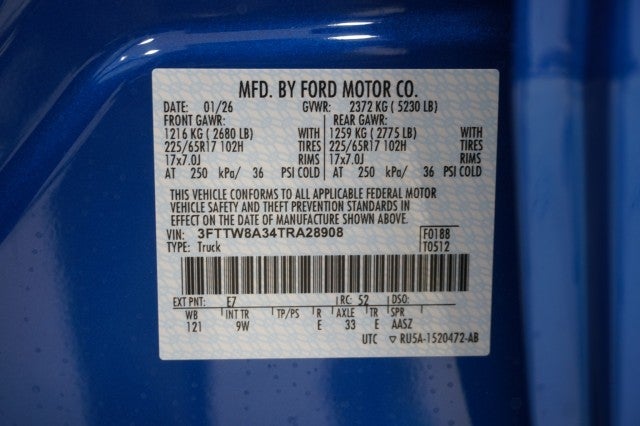 MFD. BY FORD MOTOR CO.
DATE: 01/26 GVWR: 2372 KG ( 5230 LB)
FRONT GAWR: REAR GAWR:
1216 KG ( 2680 LB) WITH 1259 KG ( 2775 LB) WITH
225/65R17 102H TIRES 225/65R17 102H TIRES
17x7.0J RIMS 17x7.0J RIMS
AT 250 kPa/ 36 PSI COLD AT 250 kPa/ 36 PSI COLD
THIS VEHICLE CONFORMS TO ALL APPLICABLE FEDERAL MOTOR
VEHICLE SAFETY AND THEFT PREVENTION STANDARDS IN
EFFECT ON THE DATE OF MANUFACTURE SHOWN ABOVE.
VIN: 3FTTW8A34TRA28908 F0188
TYPE: Truck T0512
EXT PNT: E7 RC: 52 DSO:
WB INT TR TP/PS R AXLE TR SPR
121 9W E 33 E AASZ
UTC ▽ RU5A-1520472-AB